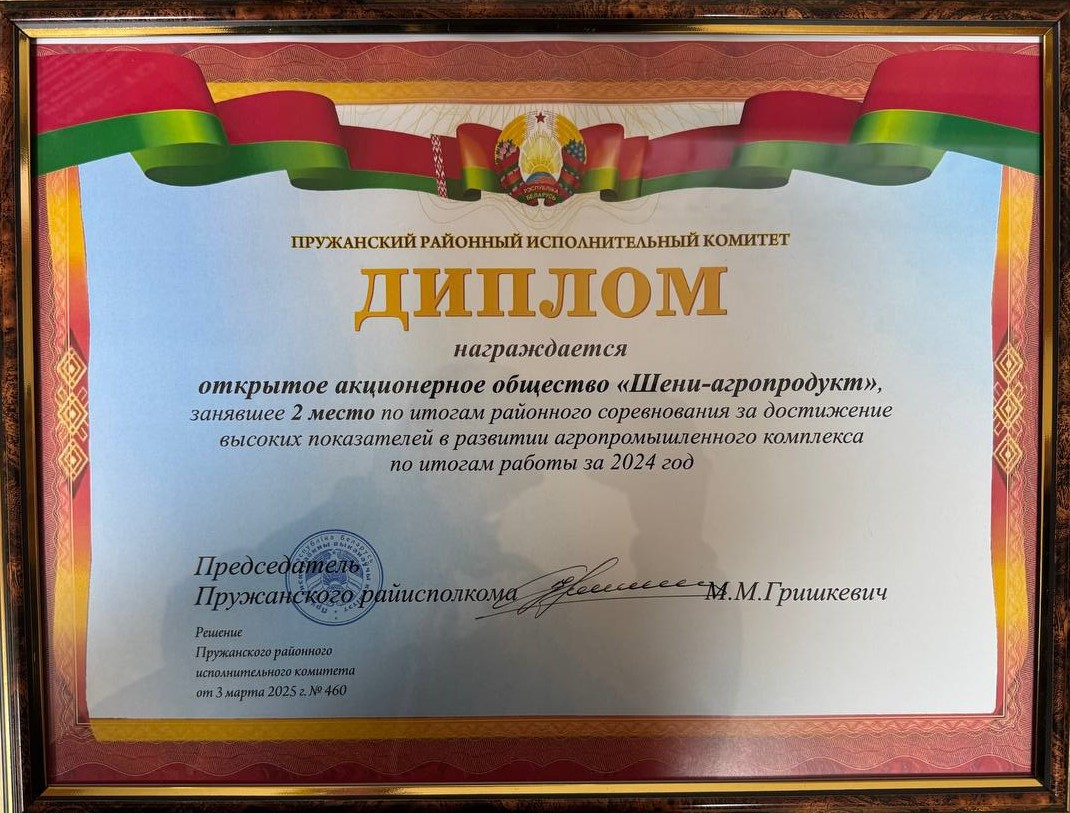 РЭСПУБЛІКА
БЕЛАРУСЬ
ПРУЖАНСКИЙ РАЙОННЫЙ ИСПОЛНИТЕЛЬНЫЙ КОМИТЕТ
ДИПЛОМ
награждается
открытое акционерное общество «Шени-агропродукт»,
занявшее 2 место по итогам районного соревнования за достижение
высоких показателей в развитии агропромышленного комплекса
по итогам работы за 2024 год
Рэспубліка Беларусь
Председатель
Пружанского райисполкома М.М.Гришкевич
Решение
Пружанского районного
исполнительного комитета
от 3 марта 2025 г. № 460